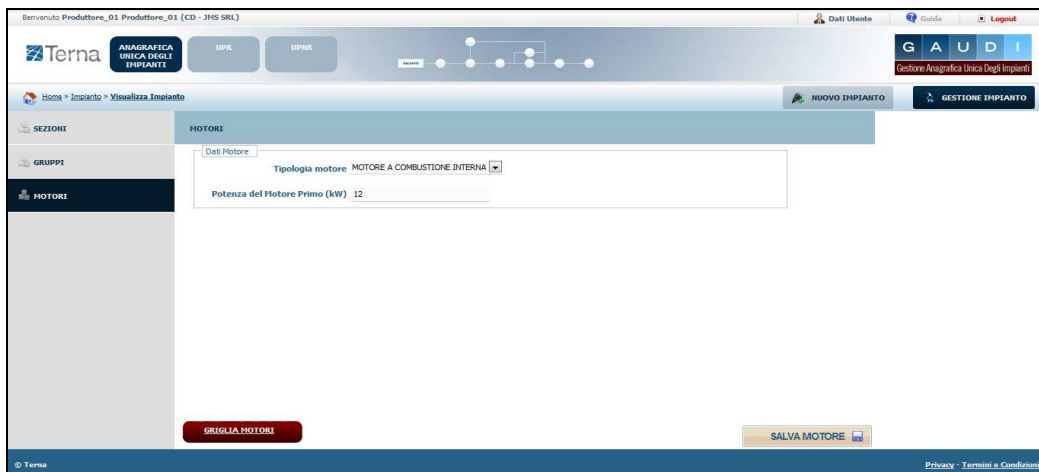 Benvenuto Produttore_01 Produttore_01 (CD - JMS SRL)
Dati Utente
Guida
Logout
Terna
ANAGRAFICA
UNICA DEGLI
IMPIANTI
UPR
UPNR
G A U D I
Gestione Anagrafica Unica Degli Impianti
Home » Impianto » Visualizza Impianto
NUOVO IMPIANTO
GESTIONE IMPIANTO
SEZIONI
GRUPPI
MOTORI
MOTORI
Dati Motore
Tipologia motore MOTORE A COMBUSTIONE INTERNA
Potenza del Motore Primo (kW) 12
GRIGLIA MOTORI
SALVA MOTORE
© Terna
Privacy - Termini e Condizioni